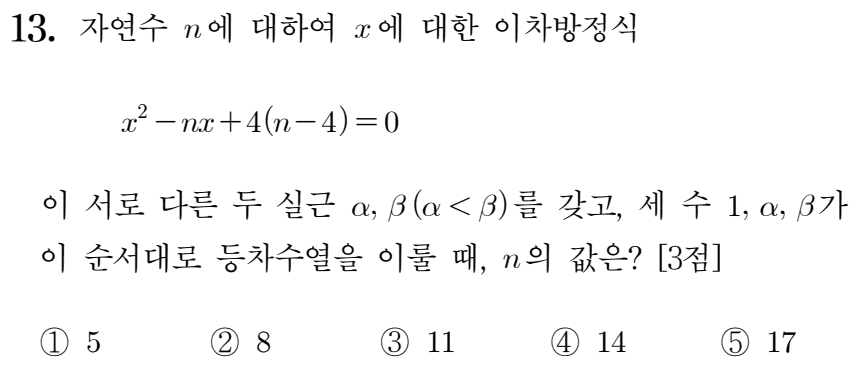 13. 자연수 n에 대하여 x에 대한 이차방정식
x² − nx + 4(n − 4) = 0
이 서로 다른 두 실근 α, β(α < β)를 갖고, 세 수 1, α, β가
이 순서대로 등차수열을 이룰 때, n의 값은? [3점]
① 5 ② 8 ③ 11 ④ 14 ⑤ 17